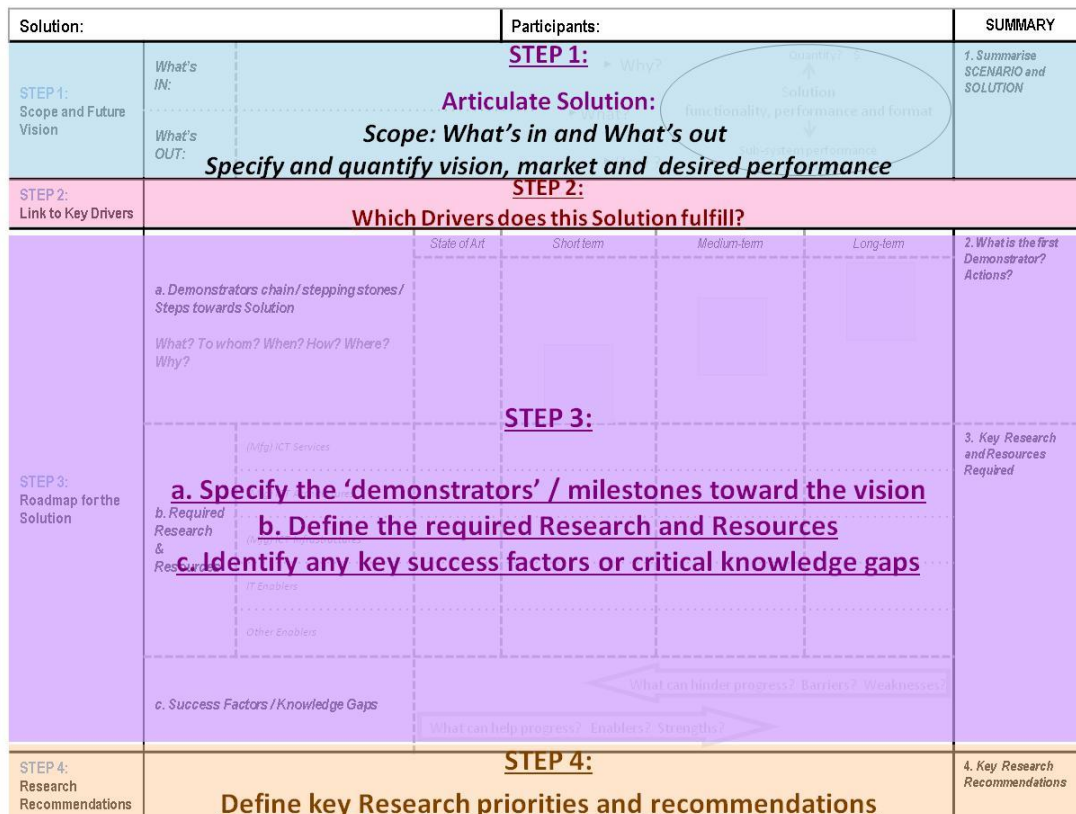 Solution:
Participants:
SUMMARY
STEP 1:
Scope and Future
Vision
What's
IN:
What's
OUT:
STEP 1:
Articulate Solution:
Scope: What's in and What's out
Specify and quantify vision, market and desired performance
Why?
What?
Quantity?
Solution
functionality, performance and format
Sub-system performance
1. Summarise
SCENARIO and
SOLUTION
STEP 2:
Link to Key Drivers
STEP 2:
Which Drivers does this Solution fulfill?
State of Art
Short term
Medium-term
Long-term
2. What is the first
Demonstrator?
Actions?
STEP 3:
Roadmap for the
Solution
a. Demonstrators chain / stepping stones /
Steps towards Solution
What? To whom? When? How? Where?
Why?
STEP 3:
a. Specify the ‘demonstrators’ / milestones toward the vision
b. Define the required Research and Resources
c. Identify any key success factors or critical knowledge gaps
b. Required
Research
&
Resources
(Mfg) ICT Services
IT Enablers
Other Enablers
3. Key Research
and Resources
Required
c. Success Factors / Knowledge Gaps
What can hinder progress? Barriers? Weaknesses?
What can help progress? Enablers? Strengths?
STEP 4:
Research
Recommendations
STEP 4:
Define key Research priorities and recommendations
4. Key Research
Recommendations